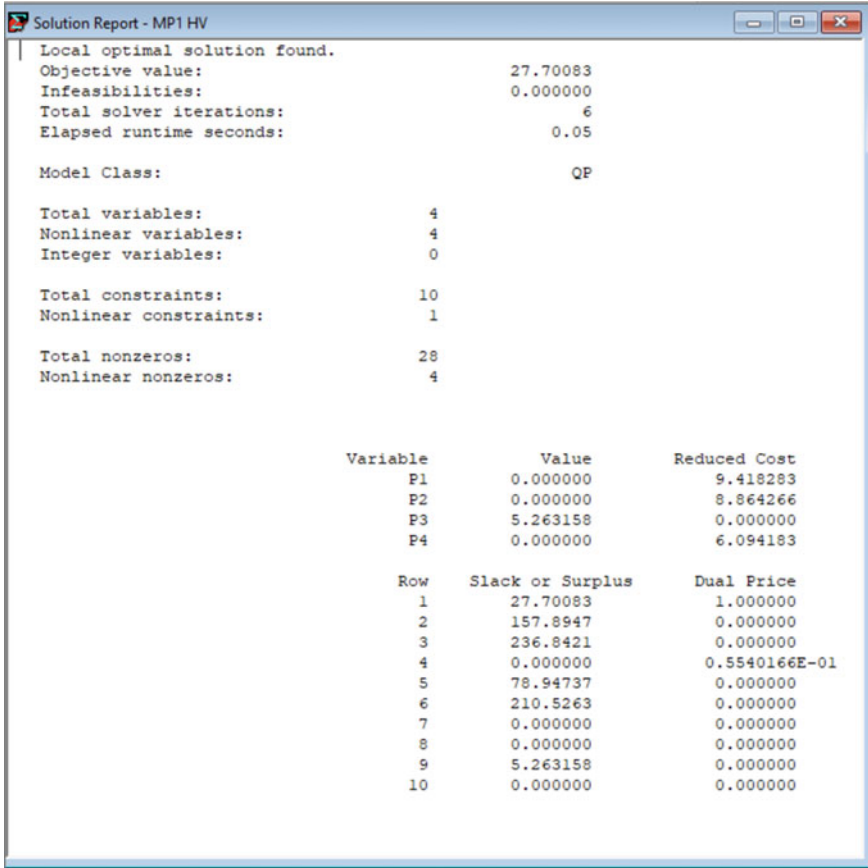 Solution Report - MP1 HV
Local optimal solution found.
Objective value: 27.70083
Infeasibilities: 0.000000
Total solver iterations: 6
Elapsed runtime seconds: 0.05
Model Class: QP
Total variables: 4
Nonlinear variables: 4
Integer variables: 0
Total constraints: 10
Nonlinear constraints: 1
Total nonzeros: 28
Nonlinear nonzeros: 4
Variable Value Reduced Cost
P1 0.000000 9.418283
P2 0.000000 8.864266
P3 5.263158 0.000000
P4 0.000000 6.094183
Row Slack or Surplus Dual Price
1 27.70083 1.000000
2 157.8947 0.000000
3 236.8421 0.000000
4 0.000000 0.5540166E-01
5 78.94737 0.000000
6 210.5263 0.000000
7 0.000000 0.000000
8 0.000000 0.000000
9 5.263158 0.000000
10 0.000000 0.000000